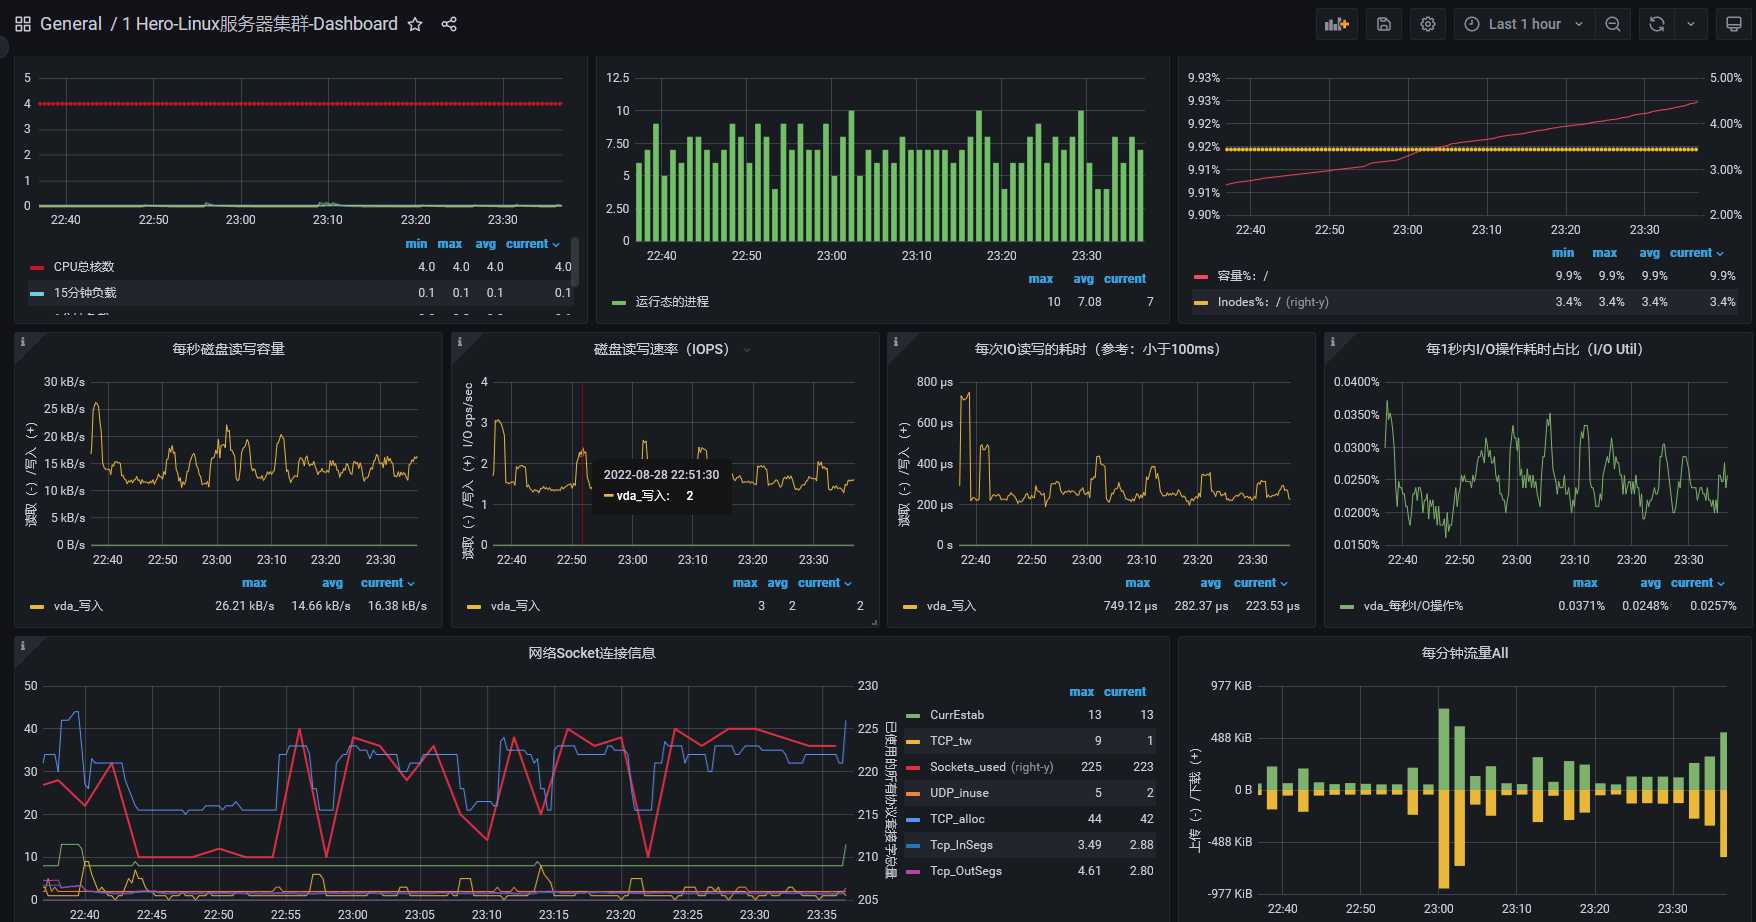 General / 1 Hero-Linux服务器集群-Dashboard
Last 1 hour
5
4
3
2
1
0
22:40 22:50 23:00 23:10 23:20 23:30
min max avg current
CPU总核数 4.0 4.0 4.0 4.0
15分钟负载 0.1 0.1 0.1 0.1
12.5
10
7.50
5
2.50
0
22:40 22:50 23:00 23:10 23:20 23:30
max avg current
运行态的进程 10 7.08 7
9.93% 5.00%
9.93%
9.92% 4.00%
9.92%
9.91% 3.00%
9.91%
9.90% 2.00%
22:40 22:50 23:00 23:10 23:20 23:30
min max avg current
容量%：/ 9.9% 9.9% 9.9% 9.9%
Inodes%：/ (right-y) 3.4% 3.4% 3.4% 3.4%
每秒磁盘读写容量
读取（-）/写入（+）
30 kB/s
25 kB/s
20 kB/s
15 kB/s
10 kB/s
5 kB/s
0 B/s
22:40 22:50 23:00 23:10 23:20 23:30
max avg current
vda_写入 26.21 kB/s 14.66 kB/s 16.38 kB/s
磁盘读写速率（IOPS）
读取（-）/写入（+）I/O ops/sec
4
3
2
1
0
2022-08-28 22:51:30
vda_写入： 2
22:40 22:50 23:00 23:10 23:20 23:30
max avg current
vda_写入 3 2 2
每次IO读写的耗时（参考：小于100ms）
读取（-）/写入（+）
800 µs
600 µs
400 µs
200 µs
0 s
22:40 22:50 23:00 23:10 23:20 23:30
max avg current
vda_写入 749.12 µs 282.37 µs 223.53 µs
每1秒内I/O操作耗时占比（I/O Util）
0.0400%
0.0350%
0.0300%
0.0250%
0.0200%
0.0150%
22:40 22:50 23:00 23:10 23:20 23:30
max avg current
vda_每秒I/O操作% 0.0371% 0.0248% 0.0257%
网络Socket连接信息
50 230
40 225
30 220
20 215
10 210
0 205
22:40 22:45 22:50 22:55 23:00 23:05 23:10 23:15 23:20 23:25 23:30 23:35
已使用的所有协议套接字总量
max current
CurrEstab 13 13
TCP_tw 9 1
Sockets_used (right-y) 225 223
UDP_inuse 5 2
TCP_alloc 44 42
Tcp_InSegs 3.49 2.88
Tcp_OutSegs 4.61 2.80
每分钟流量All
上传（-）/下载（+）
977 KiB
488 KiB
0 B
-488 KiB
-977 KiB
22:40 22:50 23:00 23:10 23:20 23:30